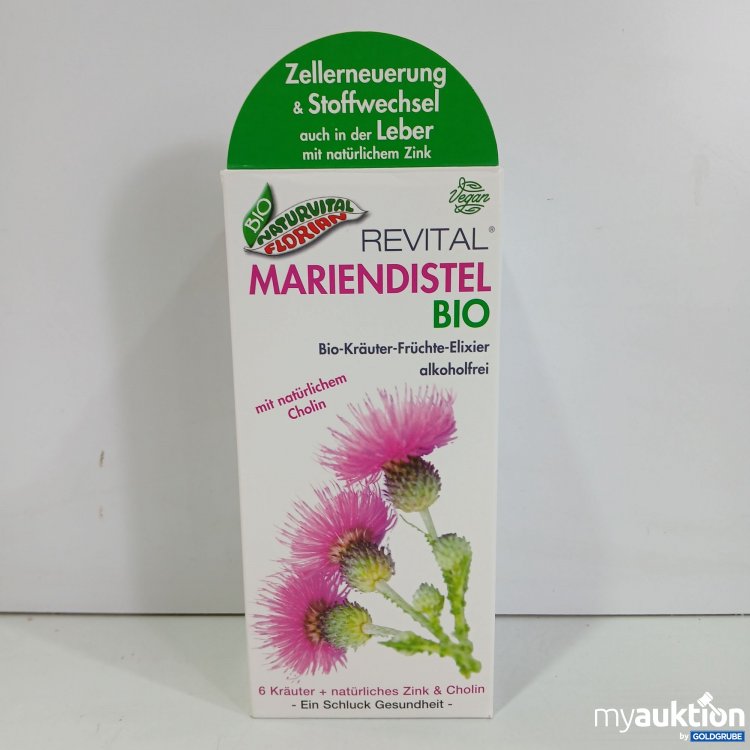 Zellerneuerung
& Stoffwechsel
auch in der Leber
mit natürlichem Zink
BIO
NATURVITAL
FLORIAN
Vegan
REVITAL®
MARIENDISTEL
BIO
Bio-Kräuter-Früchte-Elixier
alkoholfrei
mit natürlichem
Cholin
6 Kräuter + natürliches Zink & Cholin
- Ein Schluck Gesundheit -
myauktion
by GOLDGRUBE